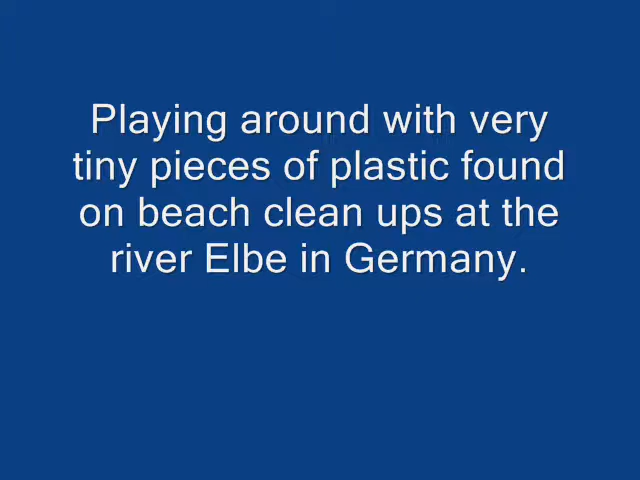 Playing around with very
tiny pieces of plastic found
on beach clean ups at the
river Elbe in Germany.